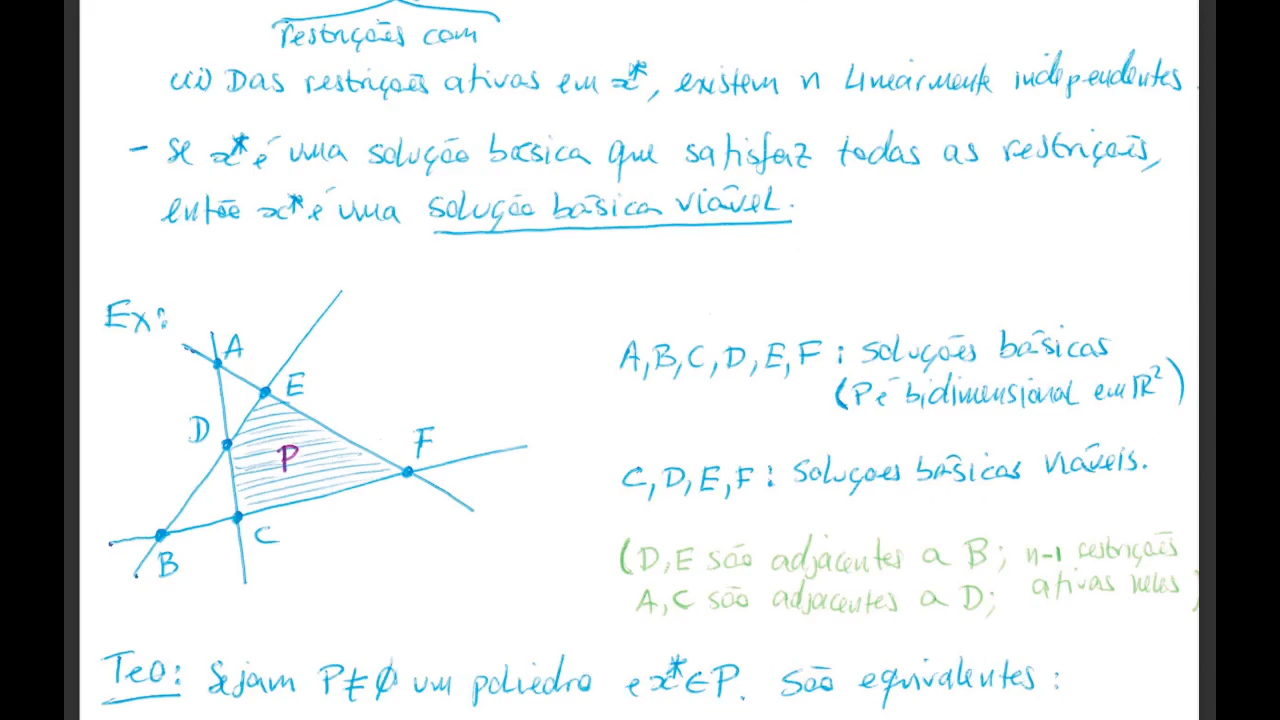 restrições com
(iii) Das restrições ativas em x*, existem n Linearmente independentes.
- Se x* é uma solução básica que satisfaz todas as restrições,
então x* é uma solução básica viável.
Ex:
A
E
D
P
F
C
B
A,B,C,D,E,F : soluções básicas
(P é bidimensional em ℝ²)
C,D,E,F : Soluções básicas viáveis.
(D,E são adjacentes a B; n-1 restrições
A,C são adjacentes a D; ativas neles)
Teo: Sejam P≠∅ um poliedro e x*∈P. São equivalentes: